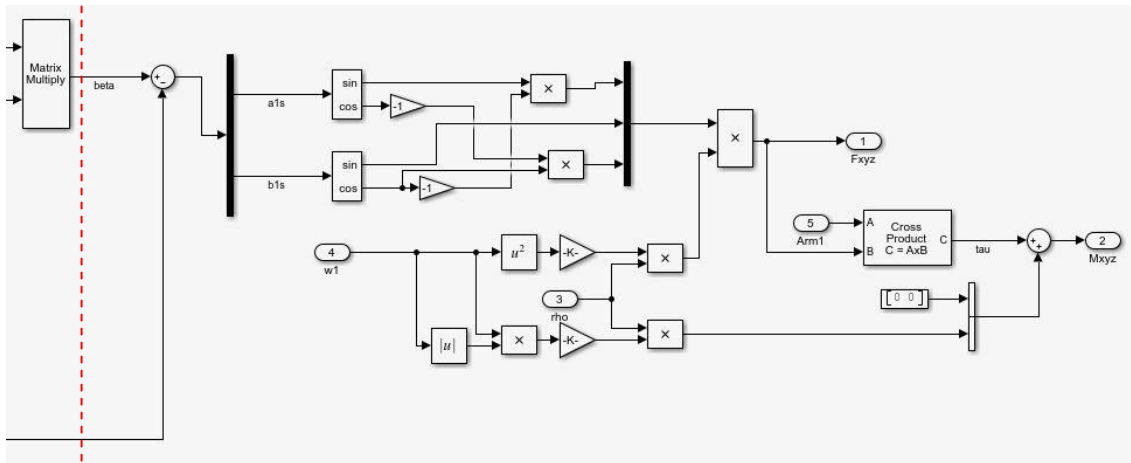 Matrix
Multiply
beta
+
−
a1s
b1s
sin
cos
-1
×
sin
cos
-1
×
×
1
Fxyz
5
Arm1
A
B
Cross
Product
C = AxB
C
tau
+
+
2
Mxyz
4
w1
u²
-K-
×
3
rho
|u|
×
-K-
×
[0 0]